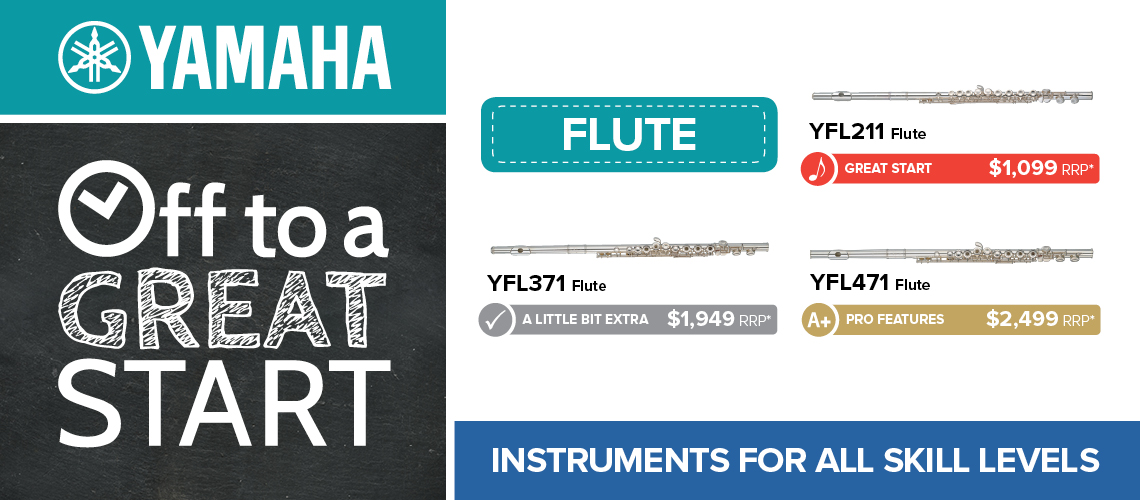 YAMAHA
Off to a
GREAT
START
FLUTE
YFL211 Flute
GREAT START $1,099 RRP*
YFL371 Flute
A LITTLE BIT EXTRA $1,949 RRP*
YFL471 Flute
A+ PRO FEATURES $2,499 RRP*
INSTRUMENTS FOR ALL SKILL LEVELS